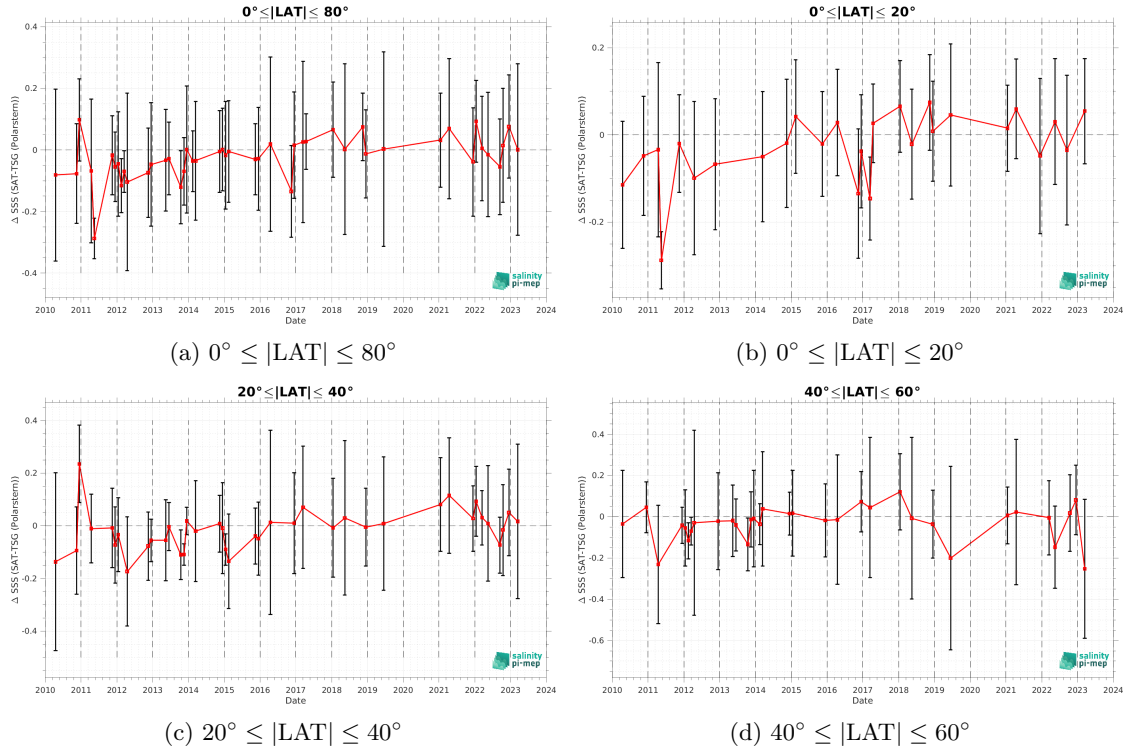 0°≤|LAT|≤ 80°
Δ SSS (SAT-TSG (Polarstern))
0.4
0.2
0
-0.2
-0.4
2010 2011 2012 2013 2014 2015 2016 2017 2018 2019 2020 2021 2022 2023 2024
Date
salinity
pi-mep
(a) 0° ≤ |LAT| ≤ 80°
0°≤|LAT|≤ 20°
Δ SSS (SAT-TSG (Polarstern))
0.2
0
-0.2
2010 2011 2012 2013 2014 2015 2016 2017 2018 2019 2020 2021 2022 2023 2024
Date
salinity
pi-mep
(b) 0° ≤ |LAT| ≤ 20°
20°≤|LAT|≤ 40°
Δ SSS (SAT-TSG (Polarstern))
0.4
0.2
0
-0.2
-0.4
2010 2011 2012 2013 2014 2015 2016 2017 2018 2019 2020 2021 2022 2023 2024
Date
salinity
pi-mep
(c) 20° ≤ |LAT| ≤ 40°
40°≤|LAT|≤ 60°
Δ SSS (SAT-TSG (Polarstern))
0.6
0.4
0.2
0
-0.2
-0.4
-0.6
2010 2011 2012 2013 2014 2015 2016 2017 2018 2019 2020 2021 2022 2023 2024
Date
salinity
pi-mep
(d) 40° ≤ |LAT| ≤ 60°